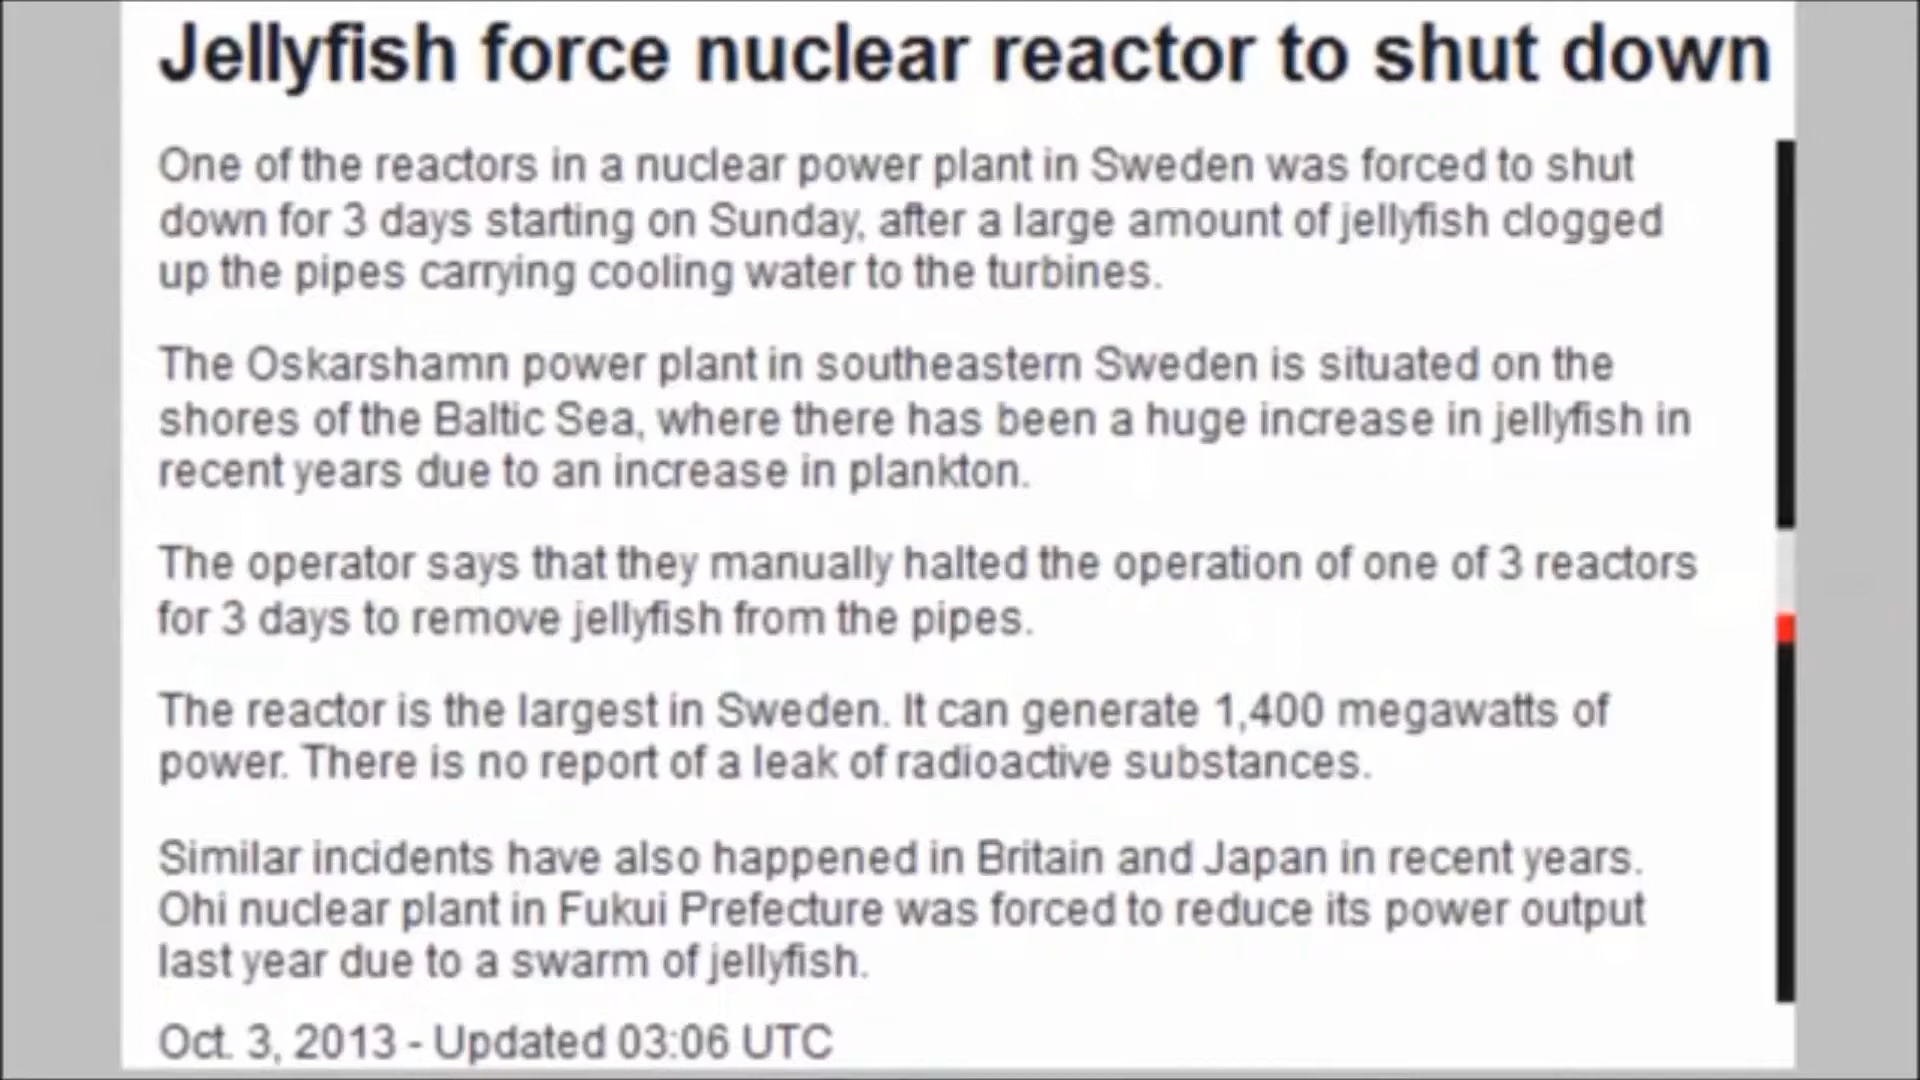 Jellyfish force nuclear reactor to shut down
One of the reactors in a nuclear power plant in Sweden was forced to shut
down for 3 days starting on Sunday, after a large amount of jellyfish clogged
up the pipes carrying cooling water to the turbines.
The Oskarshamn power plant in southeastern Sweden is situated on the
shores of the Baltic Sea, where there has been a huge increase in jellyfish in
recent years due to an increase in plankton.
The operator says that they manually halted the operation of one of 3 reactors
for 3 days to remove jellyfish from the pipes.
The reactor is the largest in Sweden. It can generate 1,400 megawatts of
power. There is no report of a leak of radioactive substances.
Similar incidents have also happened in Britain and Japan in recent years.
Ohi nuclear plant in Fukui Prefecture was forced to reduce its power output
last year due to a swarm of jellyfish.
Oct. 3, 2013 - Updated 03:06 UTC